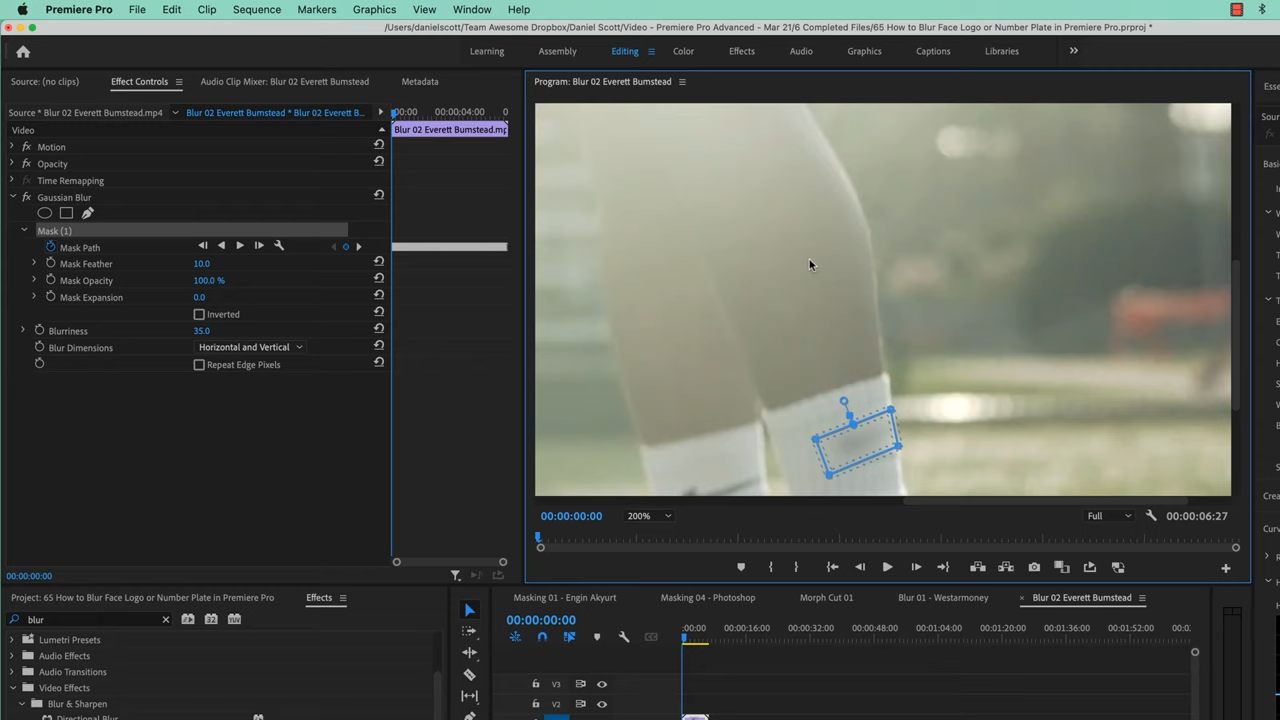 Premiere Pro File Edit Clip Sequence Markers Graphics View Window Help
/Users/danielscott/Team Awesome Dropbox/Daniel Scott/Video - Premiere Pro Advanced - Mar 21/6 Completed Files/65 How to Blur Face Logo or Number Plate in Premiere Pro.prproj *
Learning Assembly Editing Color Effects Audio Graphics Captions Libraries
Source: (no clips) Effect Controls Audio Clip Mixer: Blur 02 Everett Bumstead Metadata
Program: Blur 02 Everett Bumstead
Source * Blur 02 Everett Bumstead.mp4 Blur 02 Everett Bumstead * Blur 02 Everett B... :00:00 00:00:04:00 0
Video
Blur 02 Everett Bumstead.mp
fx Motion
fx Opacity
fx Time Remapping
fx Gaussian Blur
Mask (1)
Mask Path
Mask Feather 10.0
Mask Opacity 100.0 %
Mask Expansion 0.0
Inverted
Blurriness 35.0
Blur Dimensions Horizontal and Vertical
Repeat Edge Pixels
00:00:00:00 200% Full 00:00:06:27
00:00:00:00
Project: 65 How to Blur Face Logo or Number Plate in Premiere Pro Effects
blur
Lumetri Presets
Audio Effects
Audio Transitions
Video Effects
Blur & Sharpen
Directional Blur
Masking 01 - Engin Akyurt Masking 04 - Photoshop Morph Cut 01 Blur 01 - Westarmoney × Blur 02 Everett Bumstead
00:00:00:00
:00:00 00:00:16:00 00:00:32:00 00:00:48:00 00:01:04:00 00:01:20:00 00:01:36:00 00:01:52:00
V3
V2